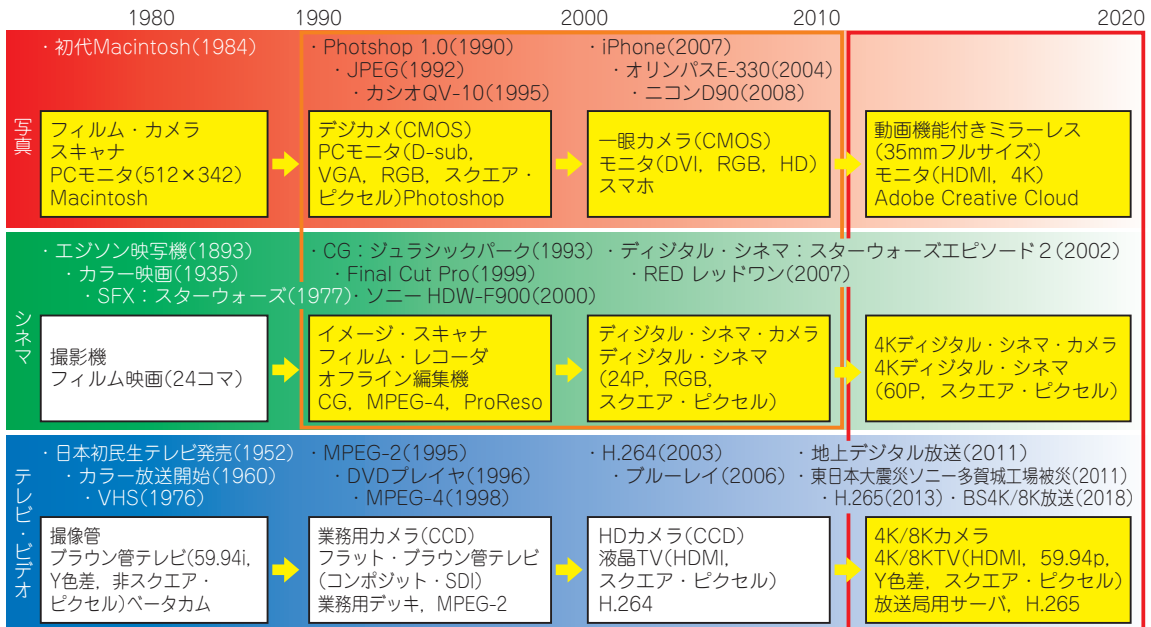 1980 1990 2000 2010 2020
写真
・初代Macintosh(1984)
・Photshop 1.0(1990)
・JPEG(1992)
・カシオQV-10(1995)
・iPhone(2007)
・オリンパスE-330(2004)
・ニコンD90(2008)
フィルム・カメラ
スキャナ
PCモニタ(512×342)
Macintosh
デジカメ(CMOS)
PCモニタ(D-sub,
VGA, RGB, スクエア・
ピクセル)Photoshop
一眼カメラ(CMOS)
モニタ(DVI, RGB, HD)
スマホ
動画機能付きミラーレス
(35mmフルサイズ)
モニタ(HDMI, 4K)
Adobe Creative Cloud
シネマ
・エジソン映写機(1893)
・カラー映画(1935)
・SFX：スターウォーズ(1977)
・CG：ジュラシックパーク(1993)
・Final Cut Pro(1999)
・ソニー HDW-F900(2000)
・ディジタル・シネマ：スターウォーズエピソード２(2002)
・RED レッドワン(2007)
撮影機
フィルム映画(24コマ)
イメージ・スキャナ
フィルム・レコーダ
オフライン編集機
CG, MPEG-4, ProReso
ディジタル・シネマ・カメラ
ディジタル・シネマ
(24P, RGB,
スクエア・ピクセル)
4Kディジタル・シネマ・カメラ
4Kディジタル・シネマ
(60P, スクエア・ピクセル)
テレビ・ビデオ
・日本初民生テレビ発売(1952)
・カラー放送開始(1960)
・VHS(1976)
・MPEG-2(1995)
・DVDプレイヤ(1996)
・MPEG-4(1998)
・H.264(2003)
・ブルーレイ(2006)
・地上デジタル放送(2011)
・東日本大震災ソニー多賀城工場被災(2011)
・H.265(2013)・BS4K/8K放送(2018)
撮像管
ブラウン管テレビ(59.94i,
Y色差, 非スクエア・
ピクセル)ベータカム
業務用カメラ(CCD)
フラット・ブラウン管テレビ
(コンポジット・SDI)
業務用デッキ, MPEG-2
HDカメラ(CCD)
液晶TV(HDMI,
スクエア・ピクセル)
H.264
4K/8Kカメラ
4K/8KTV(HDMI, 59.94p,
Y色差, スクエア・ピクセル)
放送局用サーバ, H.265